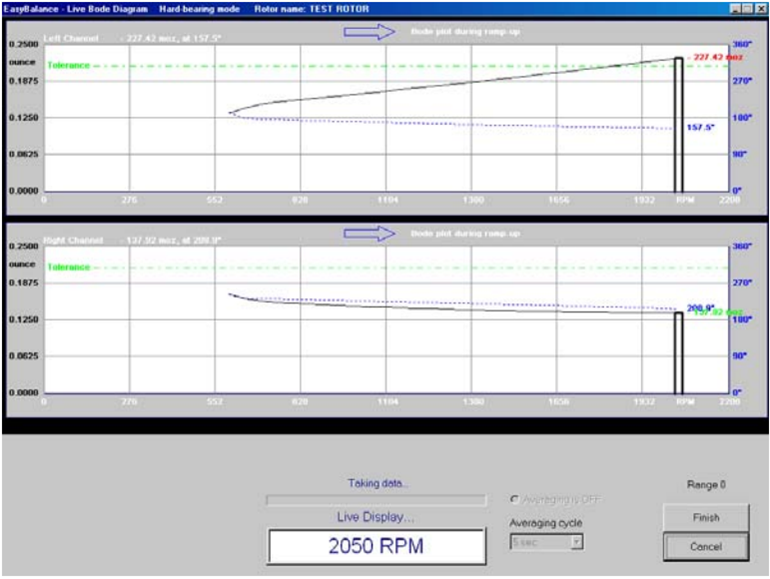 EasyBalance - Live Bode Diagram Hard-bearing mode Rotor name: TEST ROTOR
Left Channel - 227.42 moz, at 157.5° Bode plot during ramp-up
0.2500 360°
ounce Tolerance - 227.42 moz
0.1875 270°
0.1250 180°
157.5°
0.0625 90°
0.0000 0°
0 276 552 828 1104 1380 1656 1932 RPM 2208
Right Channel - 137.92 moz, at 208.9° Bode plot during ramp-up
0.2500 360°
ounce Tolerance
0.1875 270°
208.9°
0.1250 - 137.92 moz 180°
0.0625 90°
0.0000 0°
0 276 552 828 1104 1380 1656 1932 RPM 2208
Taking data... Range 0
Averaging is OFF
Live Display... Averaging cycle Finish
2050 RPM 5 sec Cancel